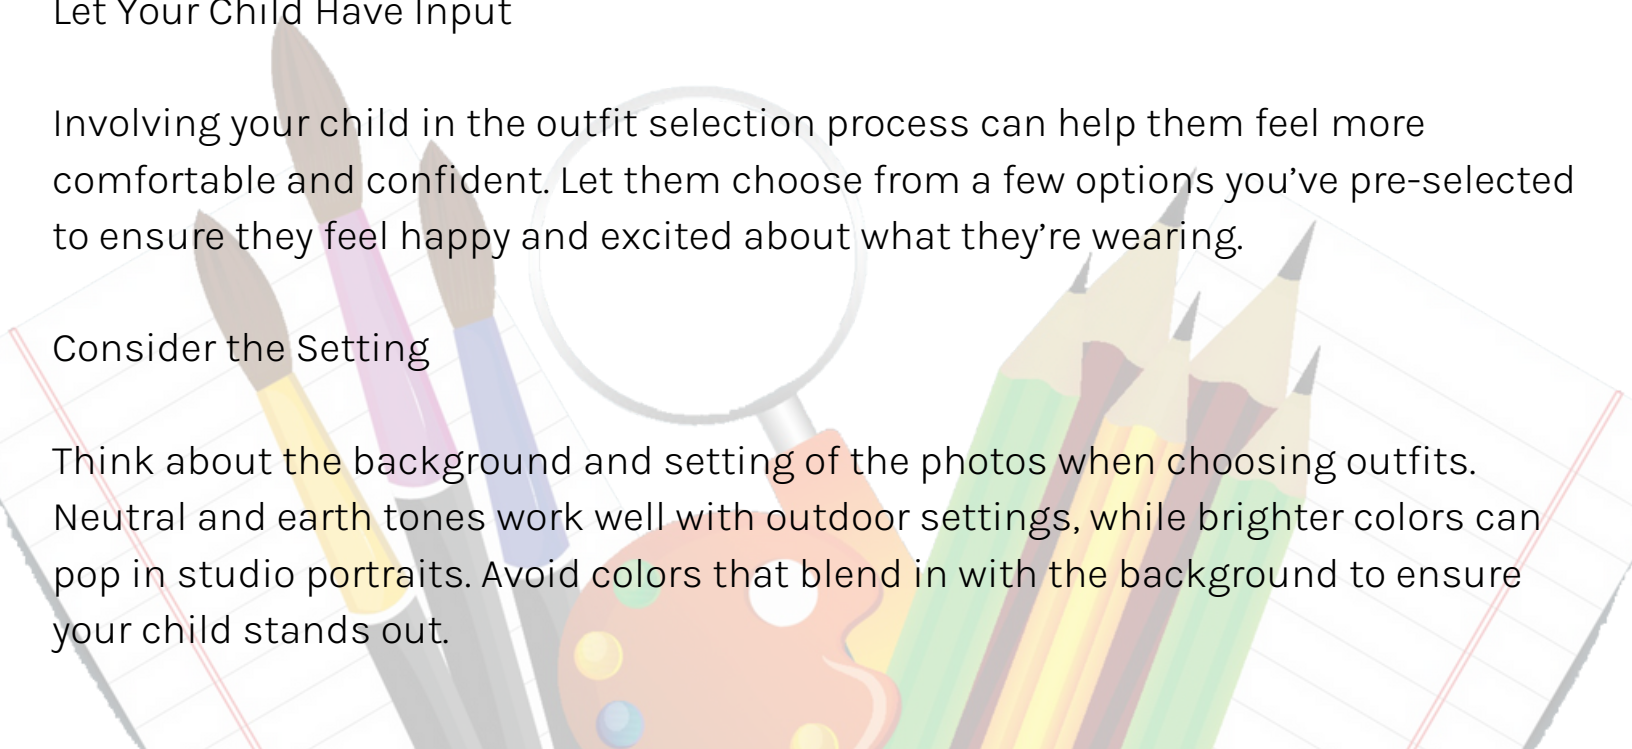 Let Your Child Have Input
Involving your child in the outfit selection process can help them feel more
comfortable and confident. Let them choose from a few options you’ve pre-selected
to ensure they feel happy and excited about what they’re wearing.
Consider the Setting
Think about the background and setting of the photos when choosing outfits.
Neutral and earth tones work well with outdoor settings, while brighter colors can
pop in studio portraits. Avoid colors that blend in with the background to ensure
your child stands out.